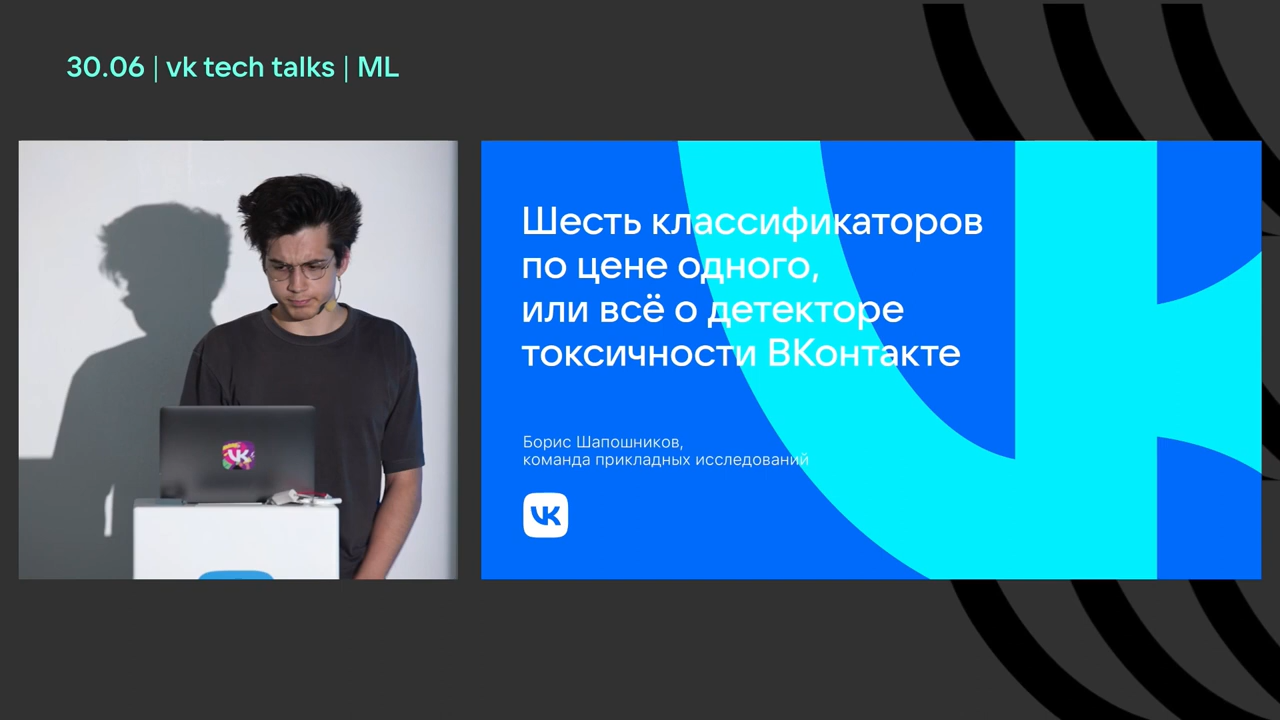 30.06 | vk tech talks | ML
Шесть классификаторов
по цене одного,
или всё о детекторе
токсичности ВКонтакте
Борис Шапошников,
команда прикладных исследований